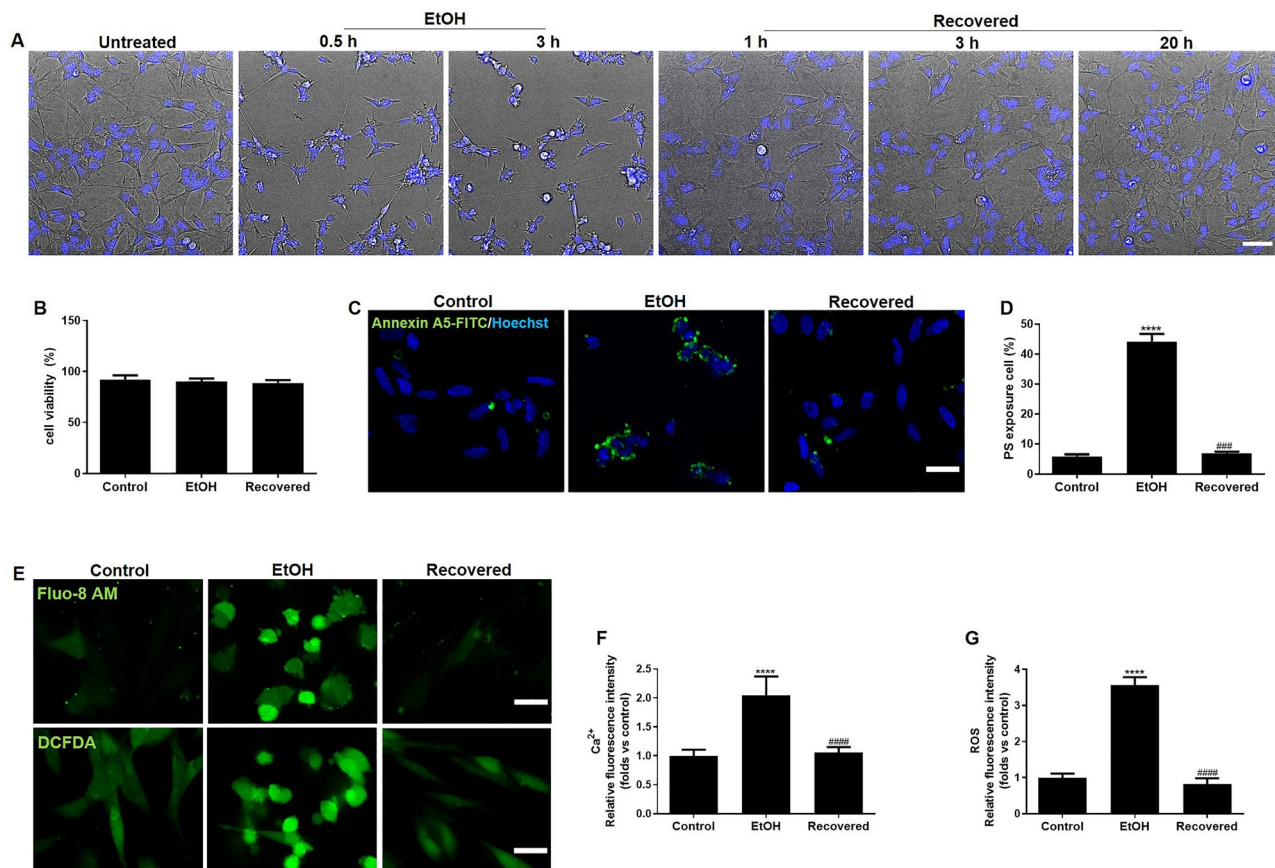 EtOH
Recovered
A
Untreated
0.5 h
3 h
1 h
3 h
20 h
B
cell viability (%)
150
100
50
0
Control
EtOH
Recovered
C
Control
EtOH
Recovered
Annexin A5-FITC/Hoechst
D
PS exposure cell (%)
50
40
30
20
10
0
****
###
Control
EtOH
Recovered
E
Control
EtOH
Recovered
Fluo-8 AM
DCFDA
F
Ca²⁺
Relative fluorescence intensity
(folds vs control)
2.5
2.0
1.5
1.0
0.5
0.0
****
####
Control
EtOH
Recovered
G
ROS
Relative fluorescence intensity
(folds vs control)
4
3
2
1
0
****
####
Control
EtOH
Recovered